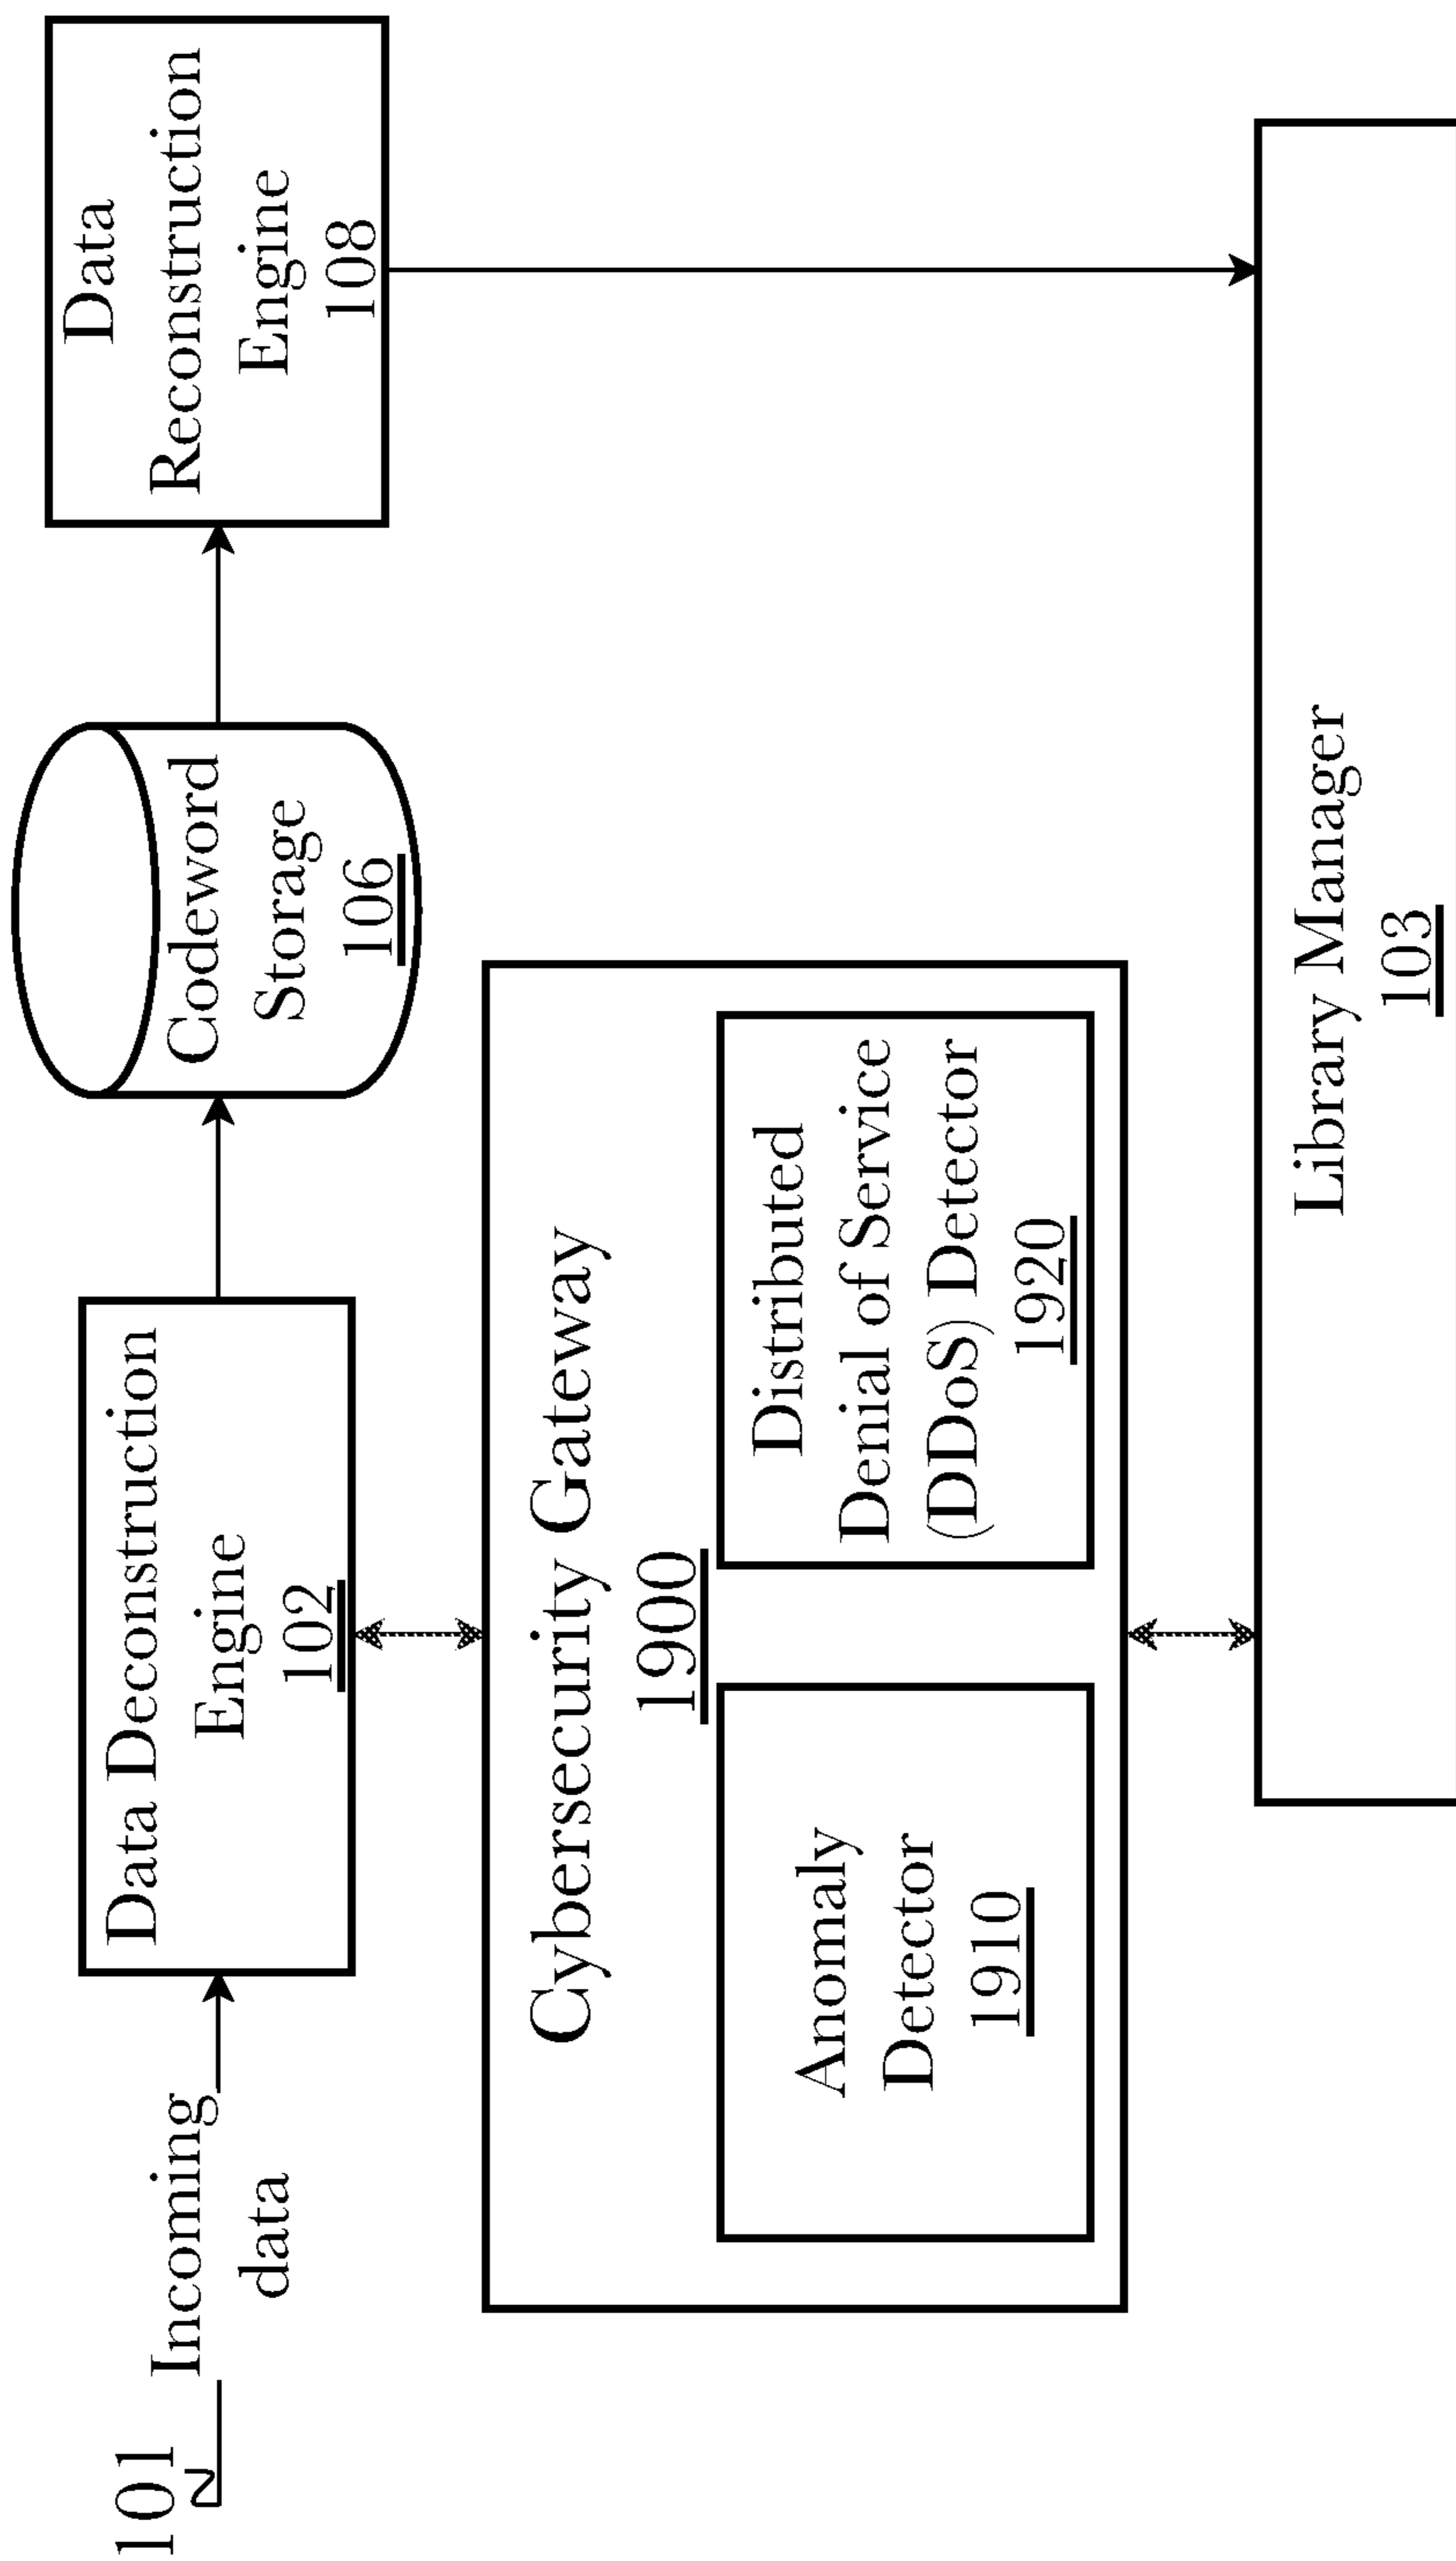 101
Incoming
data
Data Deconstruction
Engine
102
Codeword
Storage
106
Data
Reconstruction
Engine
108
Cybersecurity Gateway
1900
Anomaly
Detector
1910
Distributed
Denial of Service
(DDoS) Detector
1920
Library Manager
103